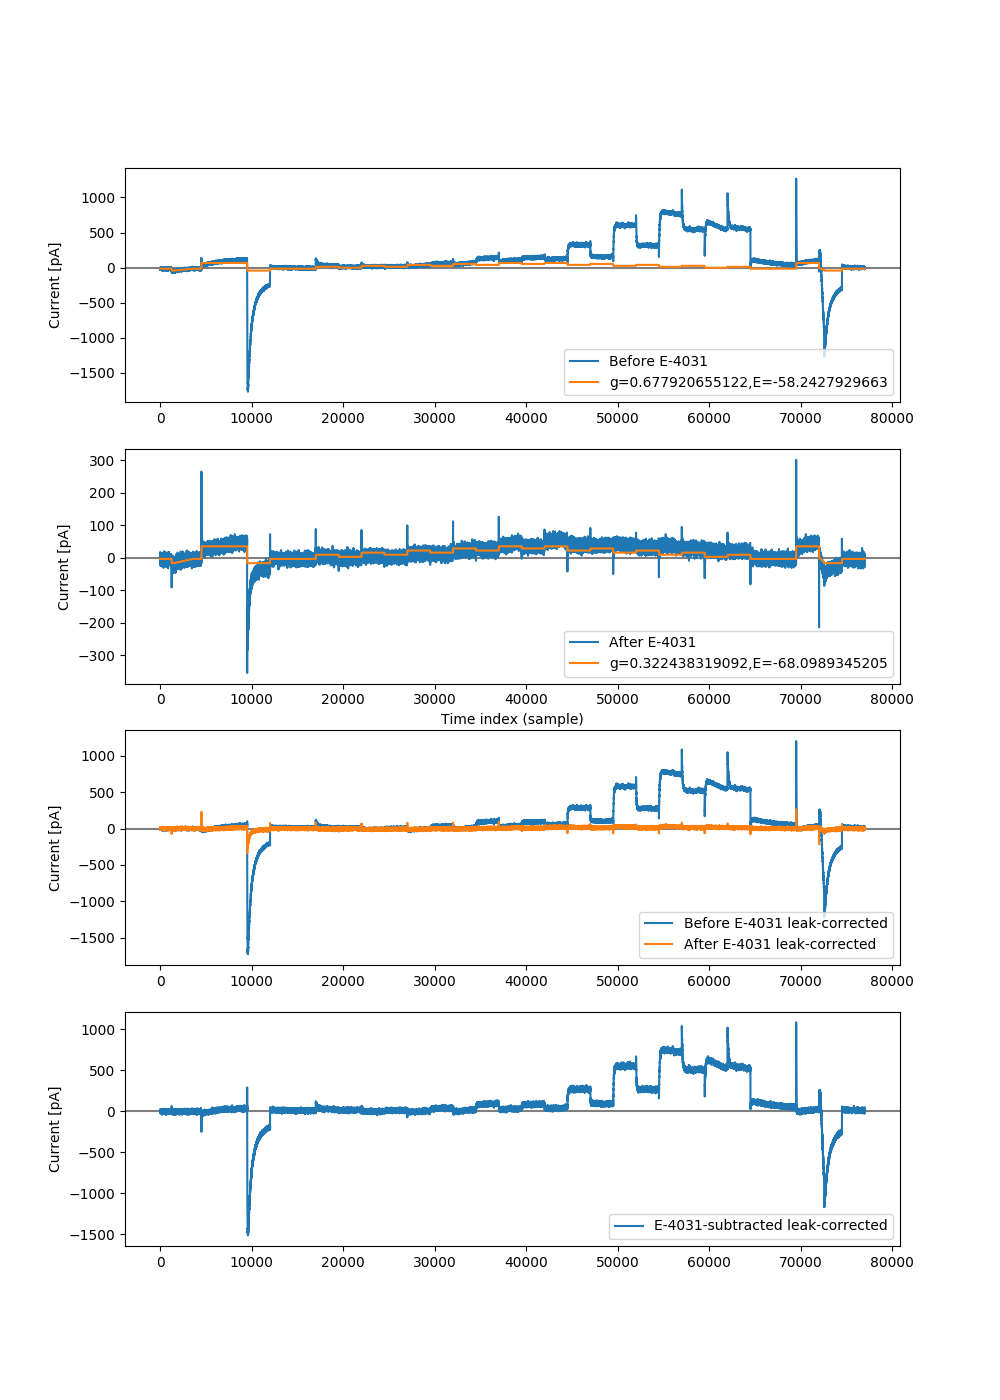 1000
500
0
−500
−1000
−1500
Current [pA]
Before E-4031
g=0.677920655122,E=-58.2427929663
0 10000 20000 30000 40000 50000 60000 70000 80000
300
200
100
0
−100
−200
−300
Current [pA]
After E-4031
g=0.322438319092,E=-68.0989345205
0 10000 20000 30000 40000 50000 60000 70000 80000
Time index (sample)
1000
500
0
−500
−1000
−1500
Current [pA]
Before E-4031 leak-corrected
After E-4031 leak-corrected
0 10000 20000 30000 40000 50000 60000 70000 80000
1000
500
0
−500
−1000
−1500
Current [pA]
E-4031-subtracted leak-corrected
0 10000 20000 30000 40000 50000 60000 70000 80000